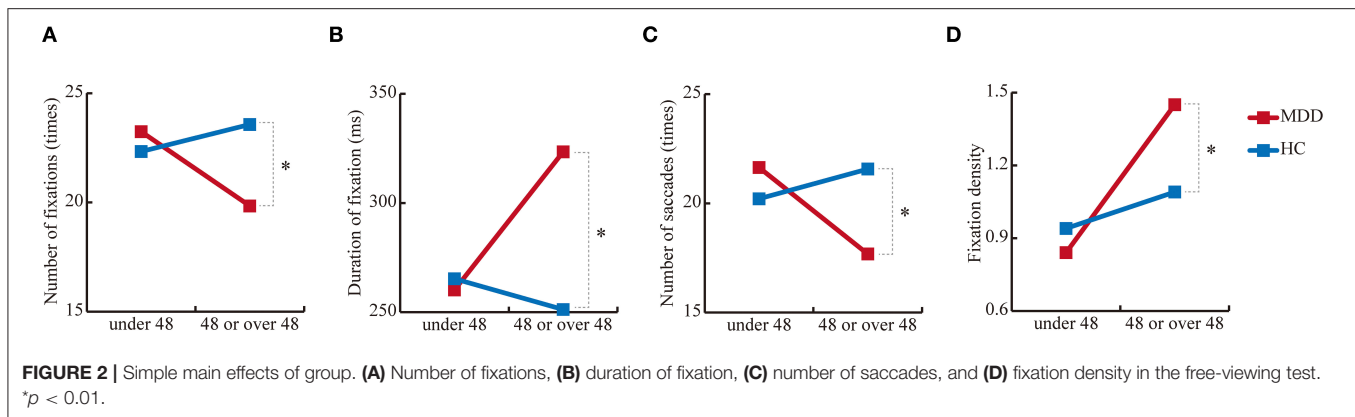 A
B
C
D
Number of fixations (times)
25
20
15
*
under 48
48 or over 48
Duration of fixation (ms)
350
300
250
*
under 48
48 or over 48
Number of saccades (times)
25
20
15
*
under 48
48 or over 48
Fixation density
1.5
1.2
0.9
0.6
*
under 48
48 or over 48
MDD
HC
FIGURE 2 | Simple main effects of group. (A) Number of fixations, (B) duration of fixation, (C) number of saccades, and (D) fixation density in the free-viewing test.
*p < 0.01.